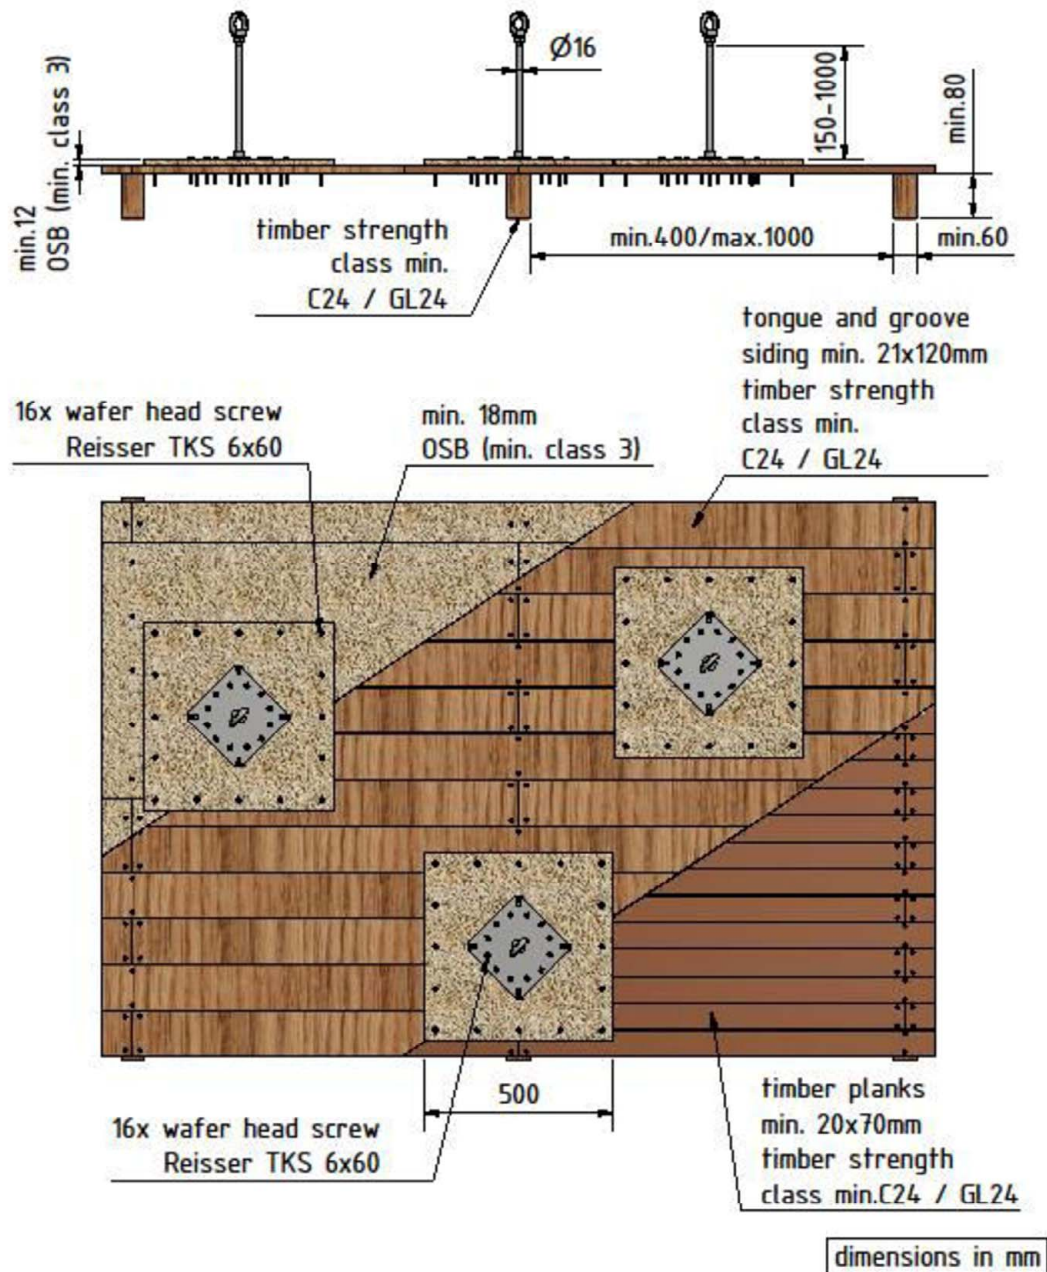 Ø16
min.12
OSB (min. class 3)
150-1000
min.80
timber strength
class min.
C24 / GL24
min.400/max.1000
min.60
tongue and groove
siding min. 21x120mm
timber strength
class min.
C24 / GL24
16x wafer head screw
Reisser TKS 6x60
min. 18mm
OSB (min. class 3)
500
16x wafer head screw
Reisser TKS 6x60
timber planks
min. 20x70mm
timber strength
class min.C24 / GL24
dimensions in mm